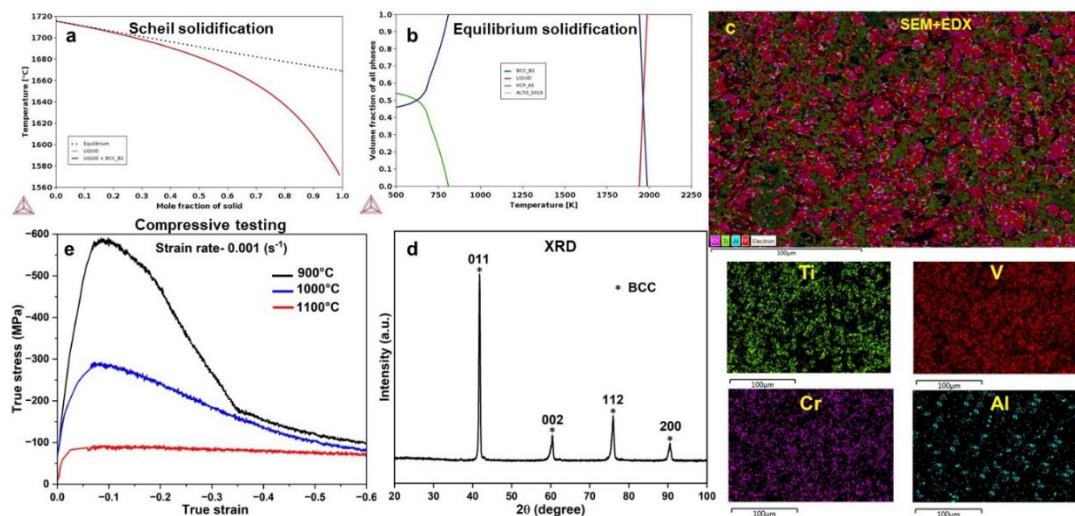 Scheil solidification
a
1720
1700
1680
1660
1640
1620
1600
1580
1560
Temperature [°C]
Equilibrium
LIQUID
LIQUID + BCC_B2
0.0 0.1 0.2 0.3 0.4 0.5 0.6 0.7 0.8 0.9 1.0
Mole fraction of solid
b
Equilibrium solidification
1.0
0.9
0.8
0.7
0.6
0.5
0.4
0.3
0.2
0.1
0.0
Volume fraction of all phases
BCC_B2
LIQUID
HCP_A3
ALTI3_D019
500 750 1000 1250 1500 1750 2000 2250
Temperature [K]
c
SEM+EDX
Ti Al Electron
100µm
Compressive testing
e
Strain rate- 0.001 (s-1)
900°C
1000°C
1100°C
−600
−500
−400
−300
−200
−100
0
True stress (MPa)
0.0 −0.1 −0.2 −0.3 −0.4 −0.5 −0.6
True strain
XRD
d
011
*
* BCC
002
*
112
*
200
*
Intensity (a.u.)
20 30 40 50 60 70 80 90 100
2θ (degree)
Ti
100µm
V
100µm
Cr
100µm
Al
100µm